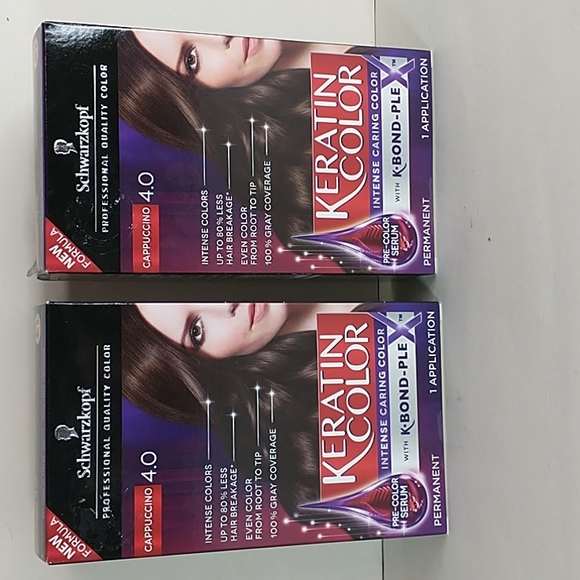 Schwarzkopf
PROFESSIONAL QUALITY COLOR
NEW
FORMULA
CAPPUCCINO 4.0
INTENSE COLORS
UP TO 80% LESS
HAIR BREAKAGE*
EVEN COLOR
FROM ROOT TO TIP
100% GRAY COVERAGE
KERATIN
COLOR
INTENSE CARING COLOR
WITH K·BOND-PLEX™
PRE-COLOR
SERUM
PERMANENT
1 APPLICATION
Schwarzkopf
PROFESSIONAL QUALITY COLOR
NEW
FORMULA
CAPPUCCINO 4.0
INTENSE COLORS
UP TO 80% LESS
HAIR BREAKAGE*
EVEN COLOR
FROM ROOT TO TIP
100% GRAY COVERAGE
KERATIN
COLOR
INTENSE CARING COLOR
WITH K·BOND-PLEX™
PRE-COLOR
SERUM
PERMANENT
1 APPLICATION